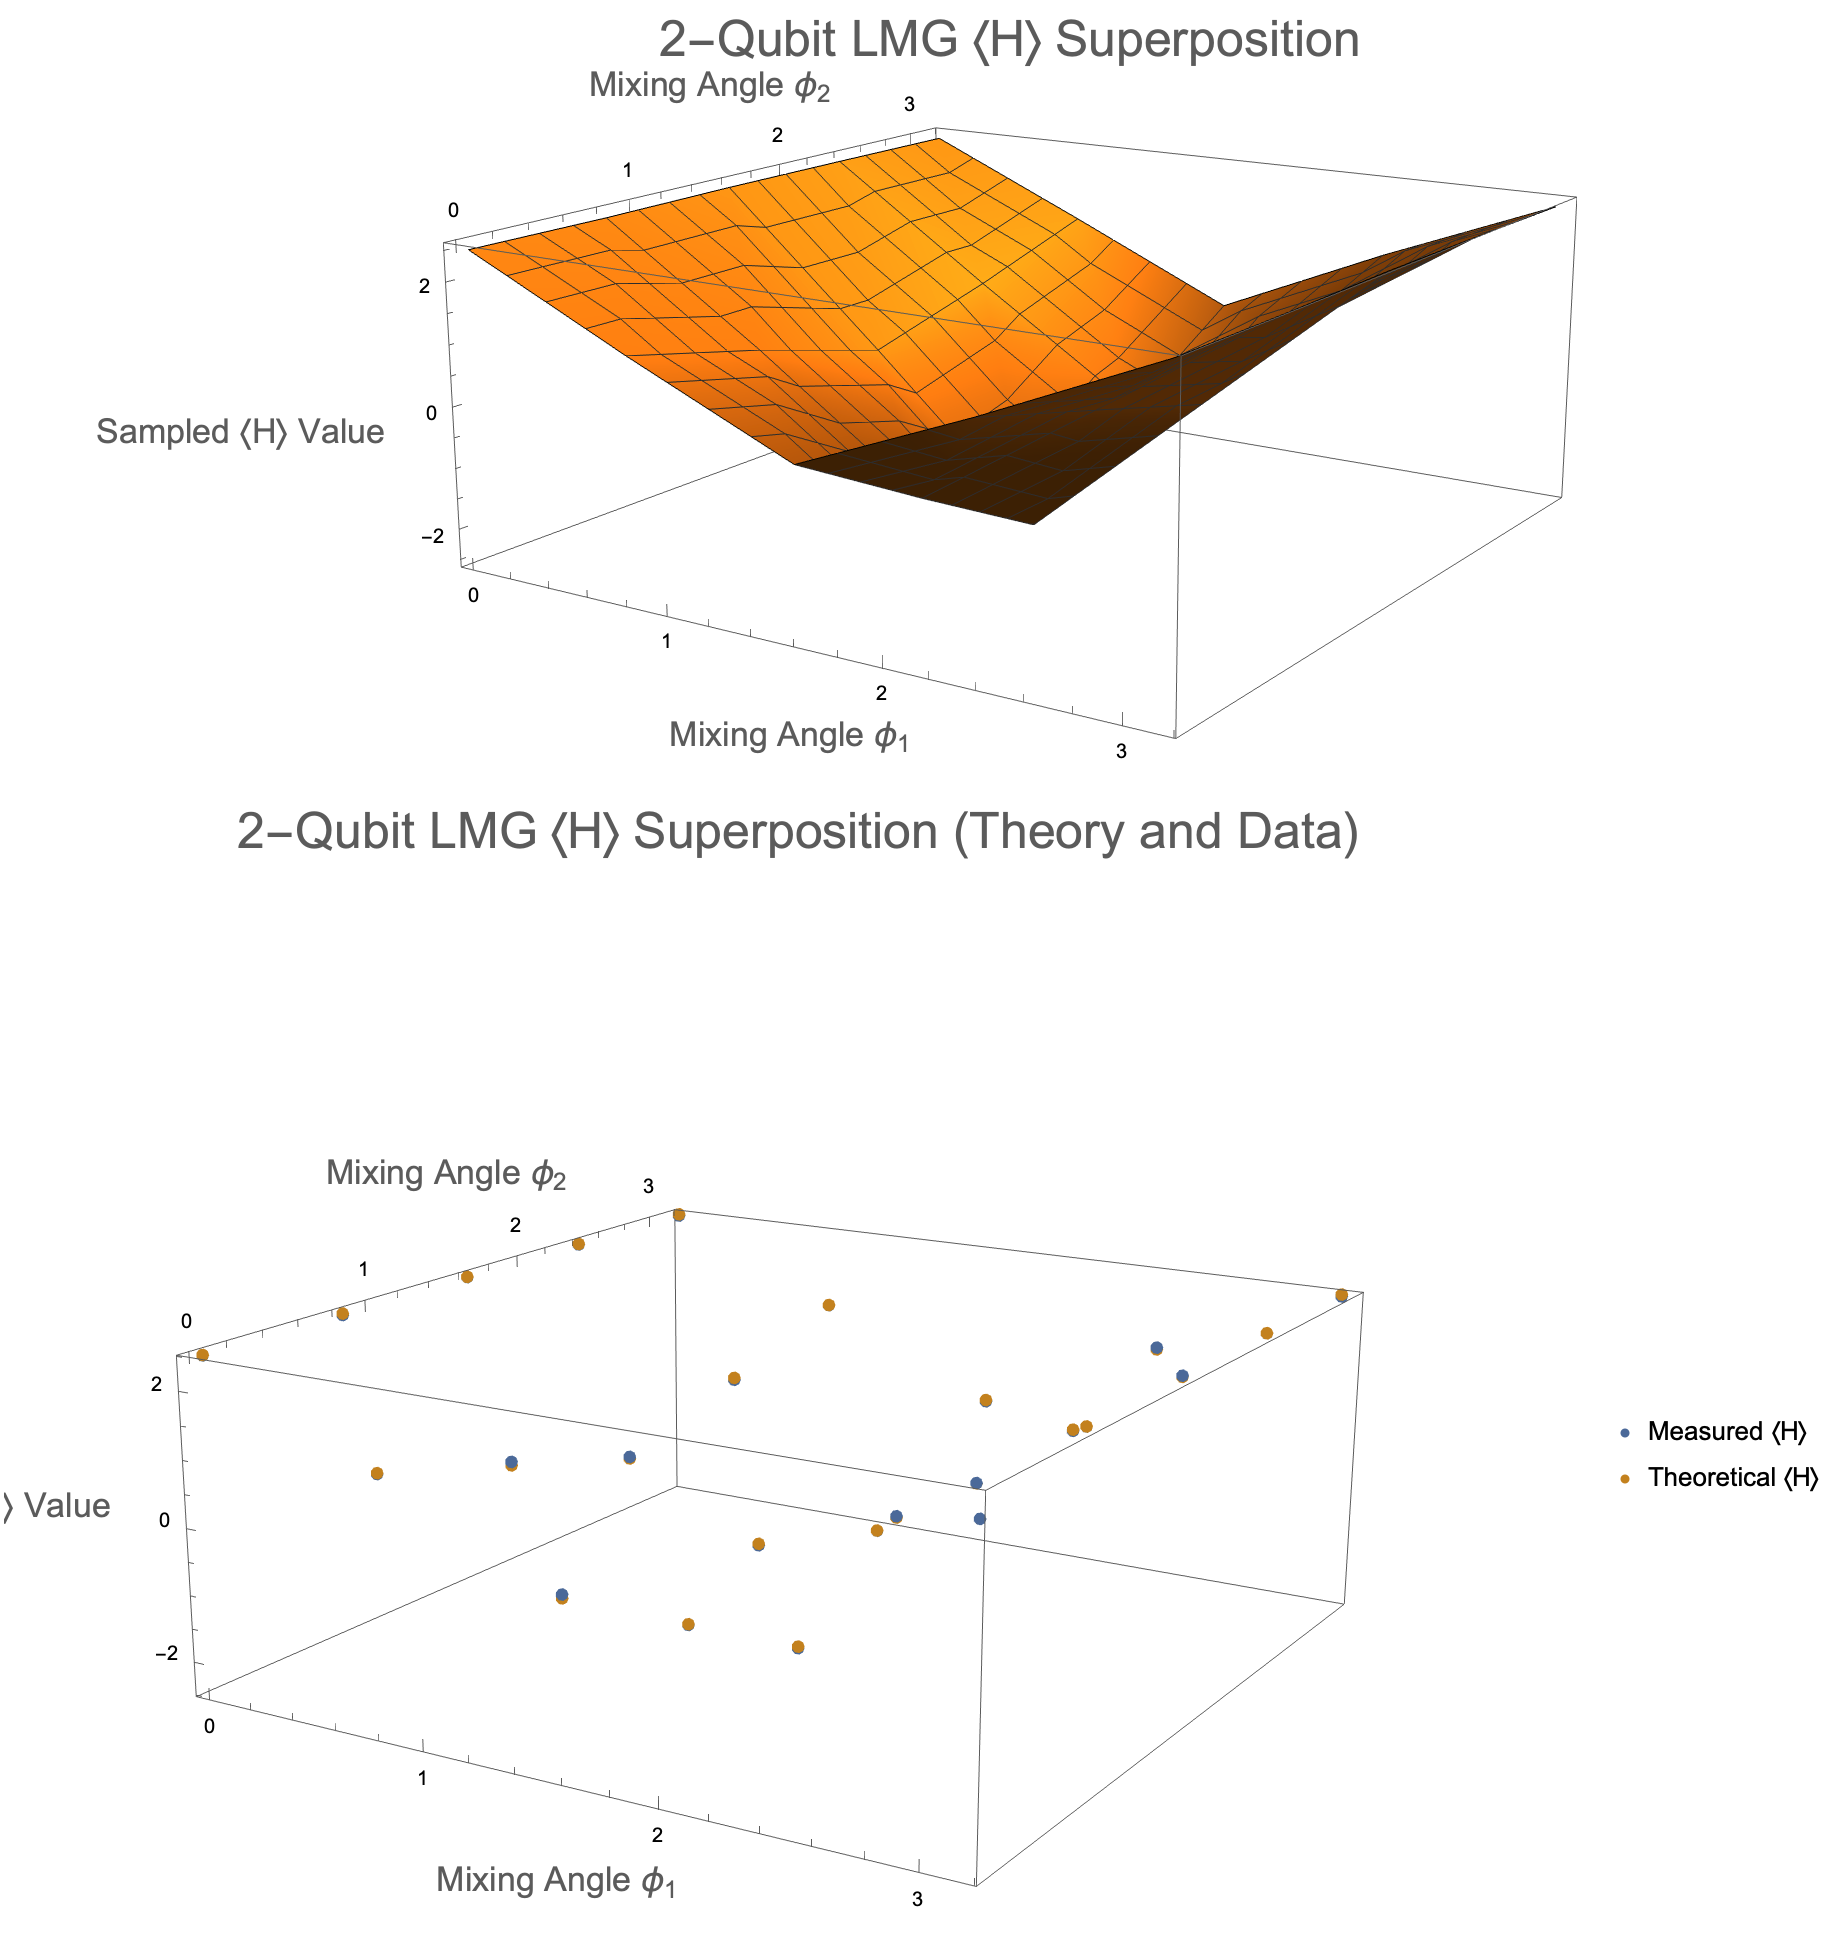 2–Qubit LMG ⟨H⟩ Superposition
Mixing Angle ϕ₂
3
2
1
0
2
0
−2
Sampled ⟨H⟩ Value
0
1
2
3
Mixing Angle ϕ₁
2–Qubit LMG ⟨H⟩ Superposition (Theory and Data)
Mixing Angle ϕ₂
3
2
1
0
2
0
−2
⟩ Value
0
1
2
3
Mixing Angle ϕ₁
Measured ⟨H⟩
Theoretical ⟨H⟩